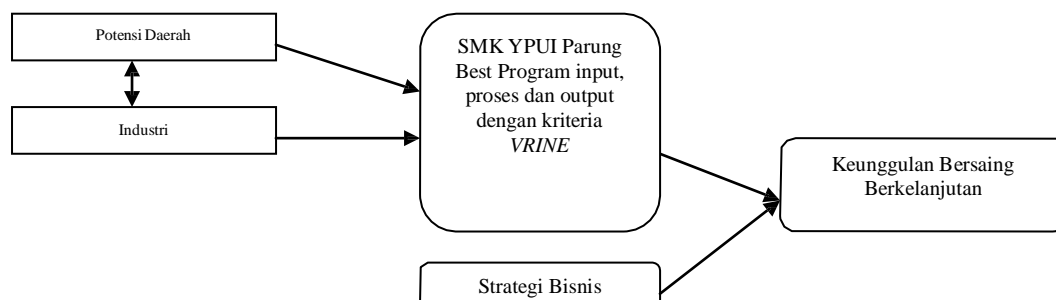 Potensi Daerah
Industri
SMK YPUI Parung
Best Program input,
proses dan output
dengan kriteria
VRINE
Keunggulan Bersaing
Berkelanjutan
Strategi Bisnis